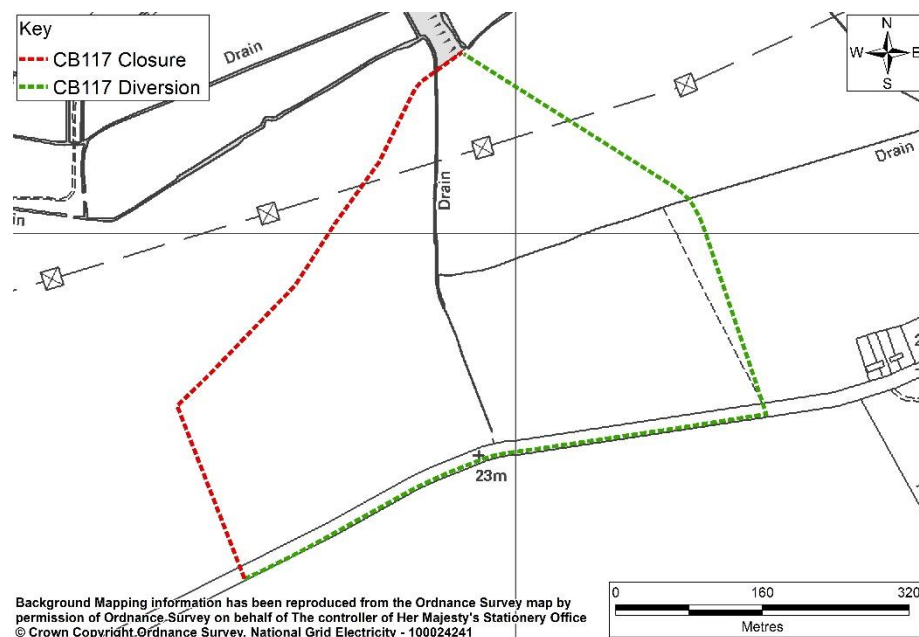 Key
CB117 Closure
CB117 Diversion
N
W E
S
Drain
Drain
Drain
in
23m
2
0 160 320
Metres
Background Mapping information has been reproduced from the Ordnance Survey map by
permission of Ordnance Survey on behalf of The controller of Her Majesty's Stationery Office
© Crown Copyright,Ordnance Survey, National Grid Electricity - 100024241